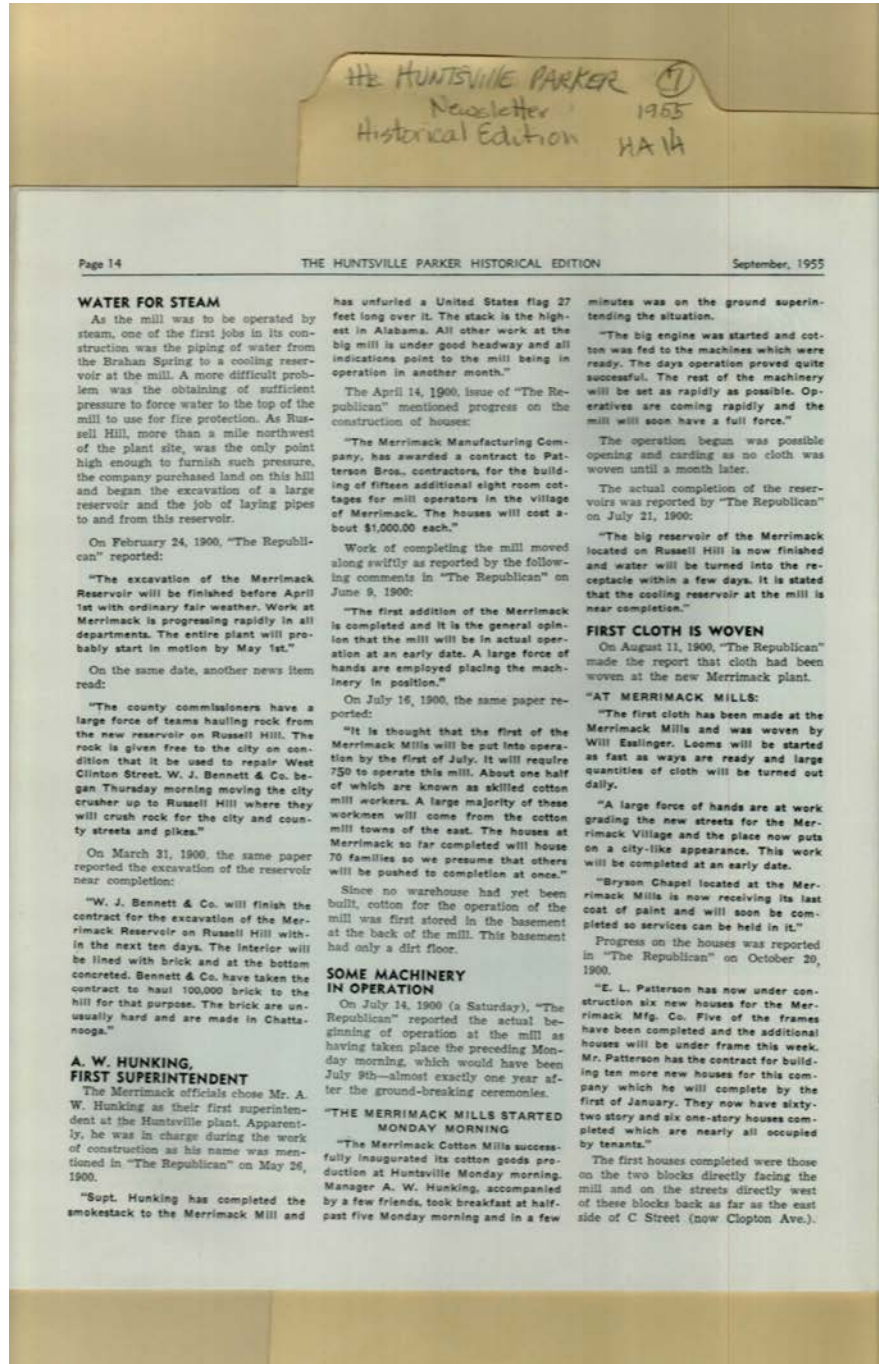 THE HUNTSVILLE PARKER 7
Newsletter 1955
Historical Edition HA 14
Page 14 THE HUNTSVILLE PARKER HISTORICAL EDITION September, 1955
WATER FOR STEAM
As the mill was to be operated by
steam, one of the first jobs in its con-
struction was the piping of water from
the Brahan Spring to a cooling reser-
voir at the mill. A more difficult prob-
lem was the obtaining of sufficient
pressure to force water to the top of the
mill to use for fire protection. As Rus-
sell Hill, more than a mile northwest
of the plant site, was the only point
high enough to furnish such pressure,
the company purchased land on this hill
and began the excavation of a large
reservoir and the job of laying pipes
to and from this reservoir.
On February 24, 1900, "The Republi-
can" reported:
"The excavation of the Merrimack
Reservoir will be finished before April
1st with ordinary fair weather. Work at
Merrimack is progressing rapidly in all
departments. The entire plant will pro-
bably start in motion by May 1st."
On the same date, another news item
read:
"The county commissioners have a
large force of teams hauling rock from
the new reservoir on Russell Hill. The
rock is given free to the city on con-
dition that it be used to repair West
Clinton Street. W. J. Bennett & Co. be-
gan Thursday morning moving the city
crusher up to Russell Hill where they
will crush rock for the city and coun-
ty streets and pikes."
On March 31, 1900, the same paper
reported the excavation of the reservoir
near completion:
"W. J. Bennett & Co. will finish the
contract for the excavation of the Mer-
rimack Reservoir on Russell Hill with-
in the next ten days. The interior will
be lined with brick and at the bottom
concreted. Bennett & Co. have taken the
contract to haul 100,000 brick to the
hill for that purpose. The brick are un-
usually hard and are made in Chatta-
nooga."
A. W. HUNKING,
FIRST SUPERINTENDENT
The Merrimack officials chose Mr. A.
W. Hunking as their first superinten-
dent at the Huntsville plant. Apparent-
ly, he was in charge during the work
of construction as his name was men-
tioned in "The Republican" on May 26,
1900.
"Supt. Hunking has completed the
smokestack to the Merrimack Mill and
has unfurled a United States flag 27
feet long over it. The stack is the high-
est in Alabama. All other work at the
big mill is under good headway and all
indications point to the mill being in
operation in another month."
The April 14, 1900, issue of "The Re-
publican" mentioned progress on the
construction of houses:
"The Merrimack Manufacturing Com-
pany, has awarded a contract to Pat-
terson Bros., contractors, for the build-
ing of fifteen additional eight room cot-
tages for mill operators in the village
of Merrimack. The houses will cost a-
bout $1,000.00 each."
Work of completing the mill moved
along swiftly as reported by the follow-
ing comments in "The Republican" on
June 9, 1900:
"The first addition of the Merrimack
is completed and it is the general opin-
ion that the mill will be in actual oper-
ation at an early date. A large force of
hands are employed placing the mach-
inery in position."
On July 16, 1900, the same paper re-
ported:
"It is thought that the first of the
Merrimack Mills will be put into opera-
tion by the first of July. It will require
750 to operate this mill. About one half
of which are known as skilled cotton
mill workers. A large majority of these
workmen will come from the cotton
mill towns of the east. The houses at
Merrimack so far completed will house
70 families so we presume that others
will be pushed to completion at once."
Since no warehouse had yet been
built, cotton for the operation of the
mill was first stored in the basement
at the back of the mill. This basement
had only a dirt floor.
SOME MACHINERY
IN OPERATION
On July 14, 1900 (a Saturday), "The
Republican" reported the actual be-
ginning of operation at the mill as
having taken place the preceding Mon-
day morning, which would have been
July 9th—almost exactly one year af-
ter the ground-breaking ceremonies.
"THE MERRIMACK MILLS STARTED
MONDAY MORNING
"The Merrimack Cotton Mills success-
fully inaugurated its cotton goods pro-
duction at Huntsville Monday morning.
Manager A. W. Hunking, accompanied
by a few friends, took breakfast at half-
past five Monday morning and in a few
minutes was on the ground superin-
tending the situation.
"The big engine was started and cot-
ton was fed to the machines which were
ready. The days operation proved quite
successful. The rest of the machinery
will be set as rapidly as possible. Op-
eratives are coming rapidly and the
mill will soon have a full force."
The operation begun was possible
opening and carding as no cloth was
woven until a month later.
The actual completion of the reser-
voirs was reported by "The Republican"
on July 21, 1900:
"The big reservoir of the Merrimack
located on Russell Hill is now finished
and water will be turned into the re-
ceptacle within a few days. It is stated
that the cooling reservoir at the mill is
near completion."
FIRST CLOTH IS WOVEN
On August 11, 1900, "The Republican"
made the report that cloth had been
woven at the new Merrimack plant.
"AT MERRIMACK MILLS:
"The first cloth has been made at the
Merrimack Mills and was woven by
Will Esslinger. Looms will be started
as fast as ways are ready and large
quantities of cloth will be turned out
daily.
"A large force of hands are at work
grading the new streets for the Mer-
rimack Village and the place now puts
on a city-like appearance. This work
will be completed at an early date.
"Bryson Chapel located at the Mer-
rimack Mills is now receiving its last
coat of paint and will soon be com-
pleted so services can be held in it."
Progress on the houses was reported
in "The Republican" on October 20,
1900.
"E. L. Patterson has now under con-
struction six new houses for the Mer-
rimack Mfg. Co. Five of the frames
have been completed and the additional
houses will be under frame this week.
Mr. Patterson has the contract for build-
ing ten more new houses for this com-
pany which he will complete by the
first of January. They now have sixty-
two story and six one-story houses com-
pleted which are nearly all occupied
by tenants."
The first houses completed were those
on the two blocks directly facing the
mill and on the streets directly west
of these blocks back as far as the east
side of C Street (now Clopton Ave.).